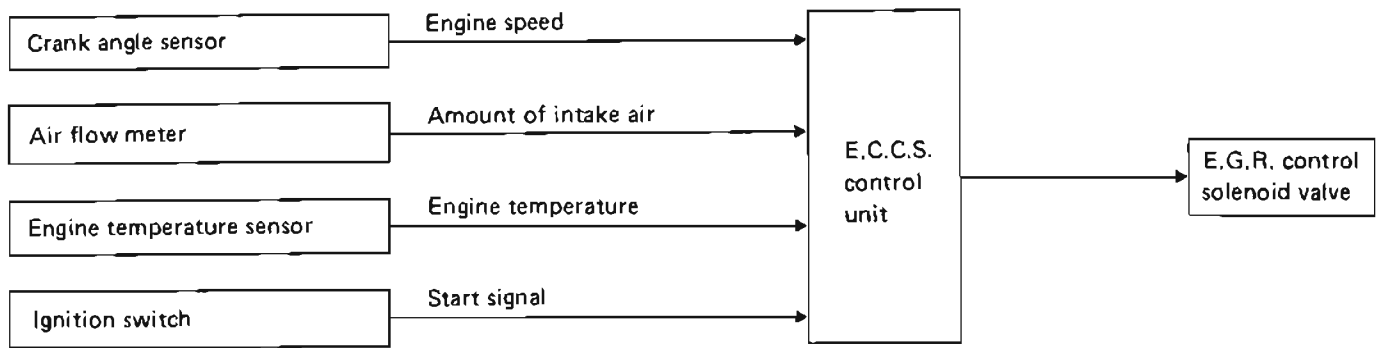 Crank angle sensor
Engine speed
Air flow meter
Amount of intake air
Engine temperature sensor
Engine temperature
Ignition switch
Start signal
E.C.C.S.
control
unit
E.G.R. control
solenoid valve